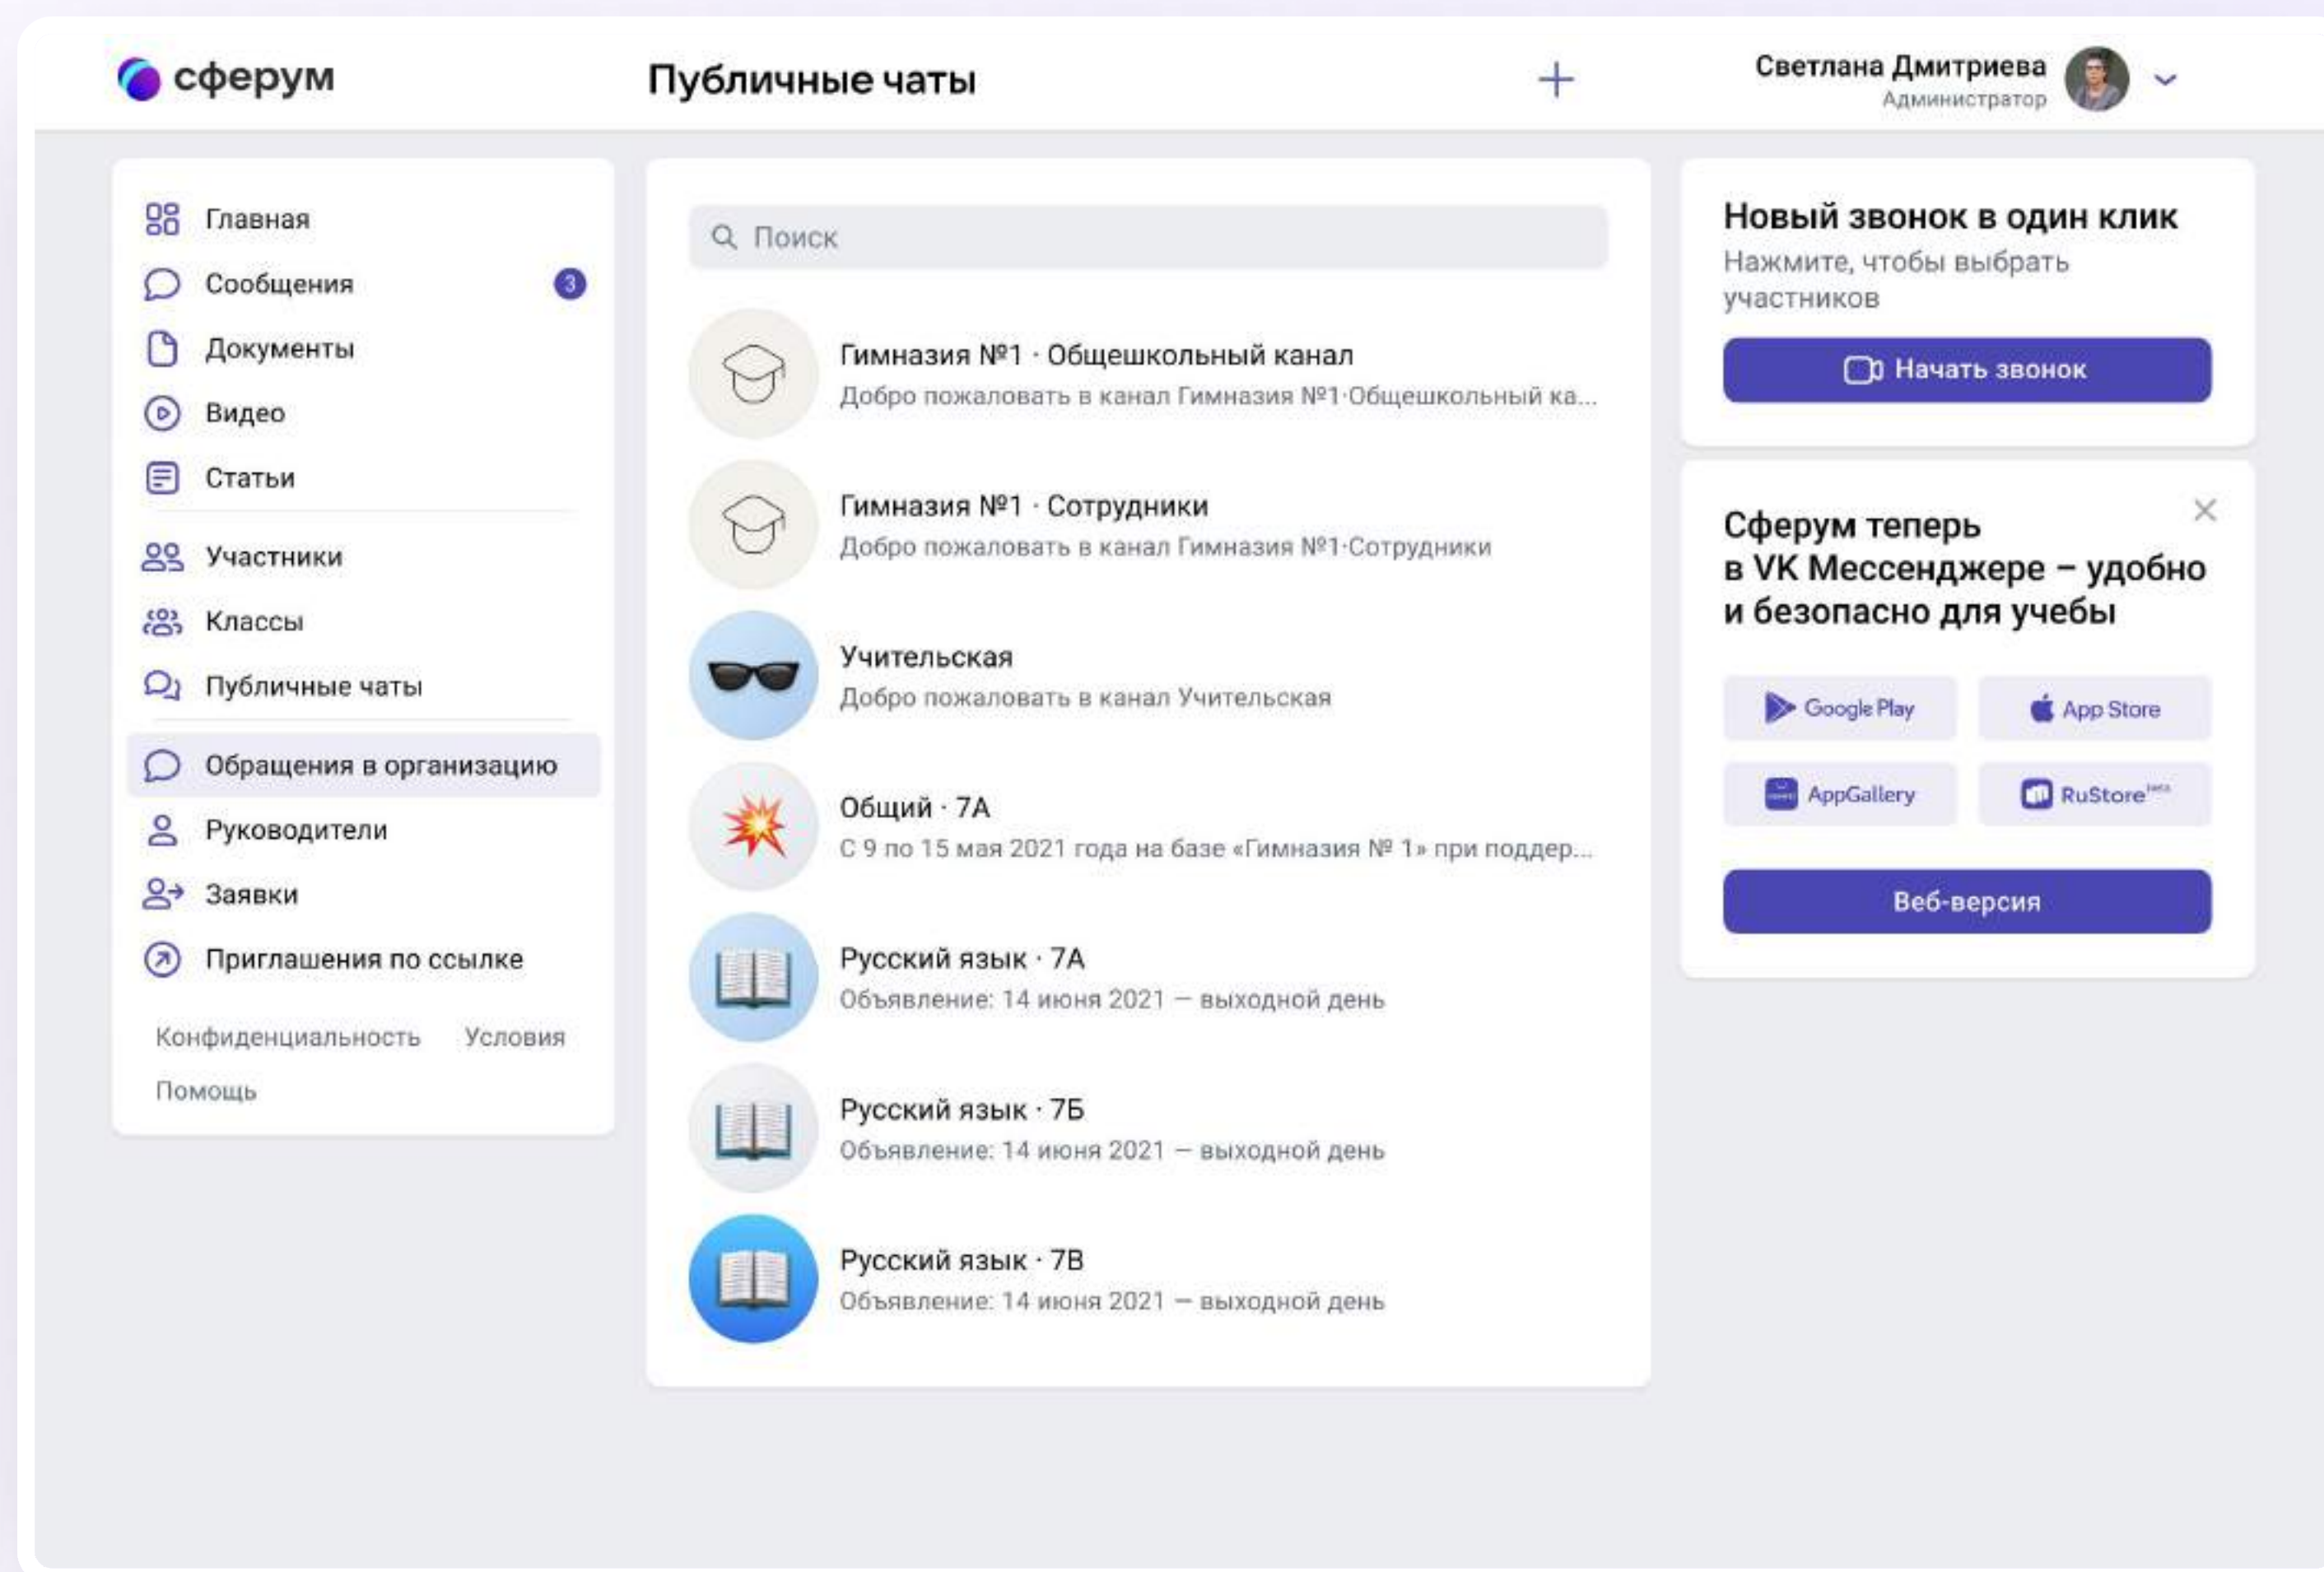 сферум
Публичные чаты
Светлана Дмитриева
Администратор
Главная
Сообщения
3
Документы
Видео
Статьи
Участники
Классы
Публичные чаты
Обращения в организацию
Руководители
Заявки
Приглашения по ссылке
Конфиденциальность Условия
Помощь
Поиск
Гимназия №1 · Общешкольный канал
Добро пожаловать в канал Гимназия №1·Общешкольный ка...
Гимназия №1 · Сотрудники
Добро пожаловать в канал Гимназия №1·Сотрудники
Учительская
Добро пожаловать в канал Учительская
Общий · 7А
С 9 по 15 мая 2021 года на базе «Гимназия № 1» при поддер...
Русский язык · 7А
Объявление: 14 июня 2021 — выходной день
Русский язык · 7Б
Объявление: 14 июня 2021 — выходной день
Русский язык · 7В
Объявление: 14 июня 2021 — выходной день
Новый звонок в один клик
Нажмите, чтобы выбрать
участников
Начать звонок
Сферум теперь
в VK Мессенджере – удобно
и безопасно для учебы
Google Play
App Store
AppGallery
RuStore beta
Веб-версия